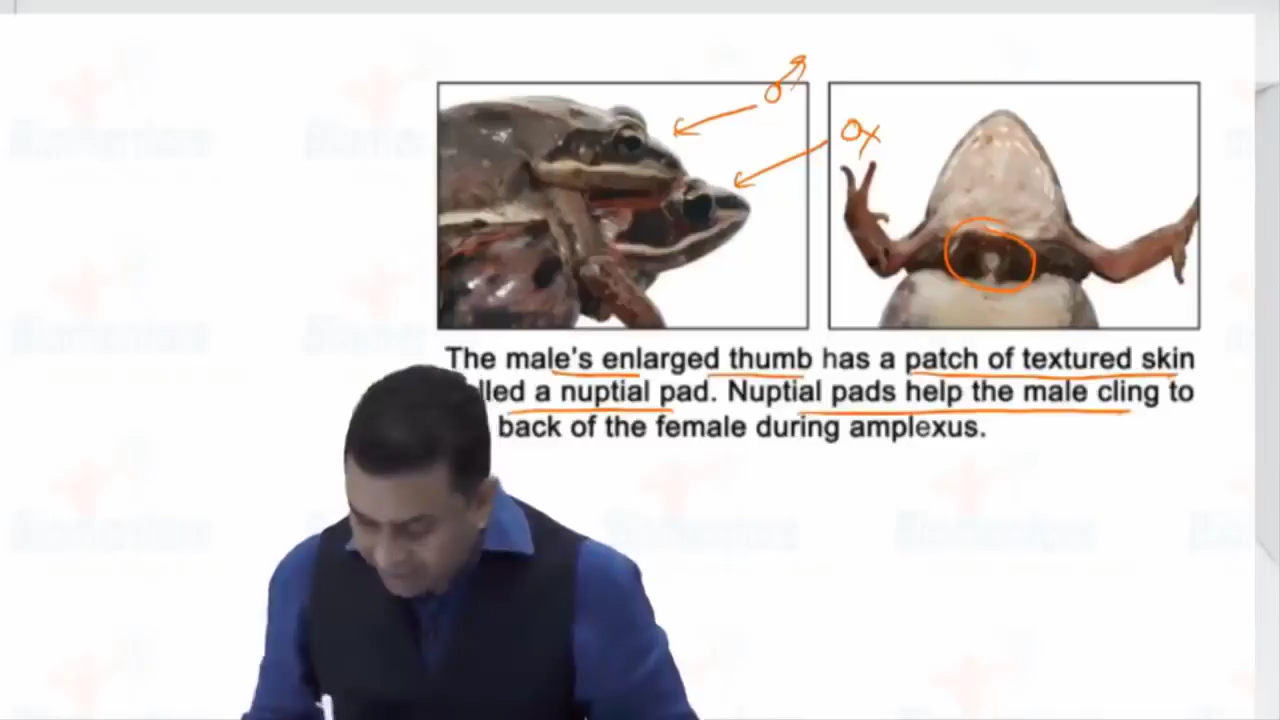 The male's enlarged thumb has a patch of textured skin
lled a nuptial pad. Nuptial pads help the male cling to
back of the female during amplexus.
Biomentors